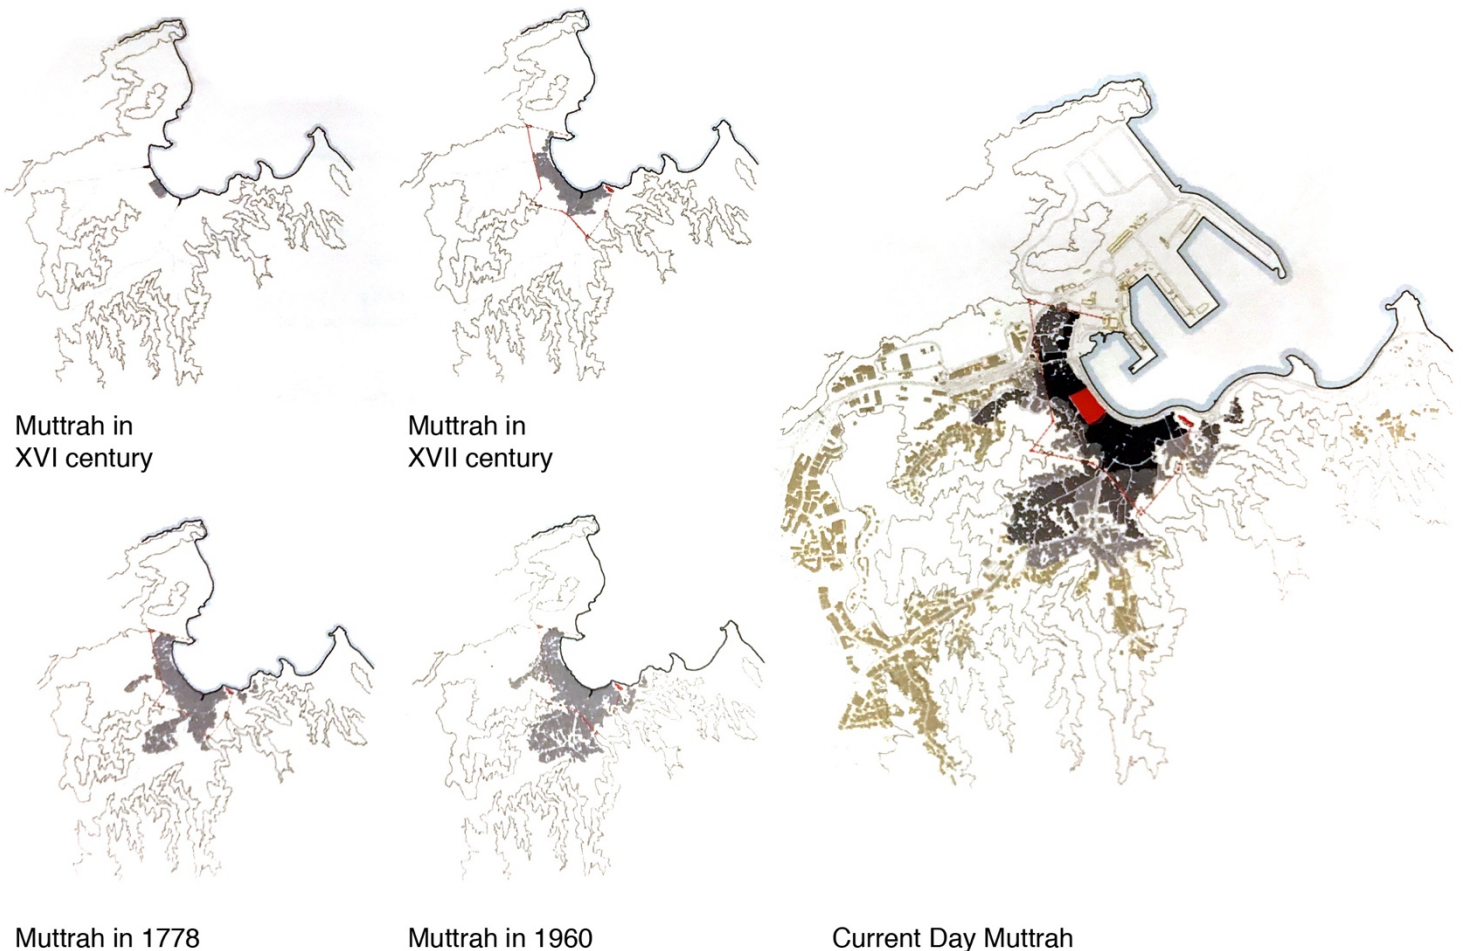 Muttrah in
XVI century
Muttrah in
XVII century
Muttrah in 1778
Muttrah in 1960
Current Day Muttrah